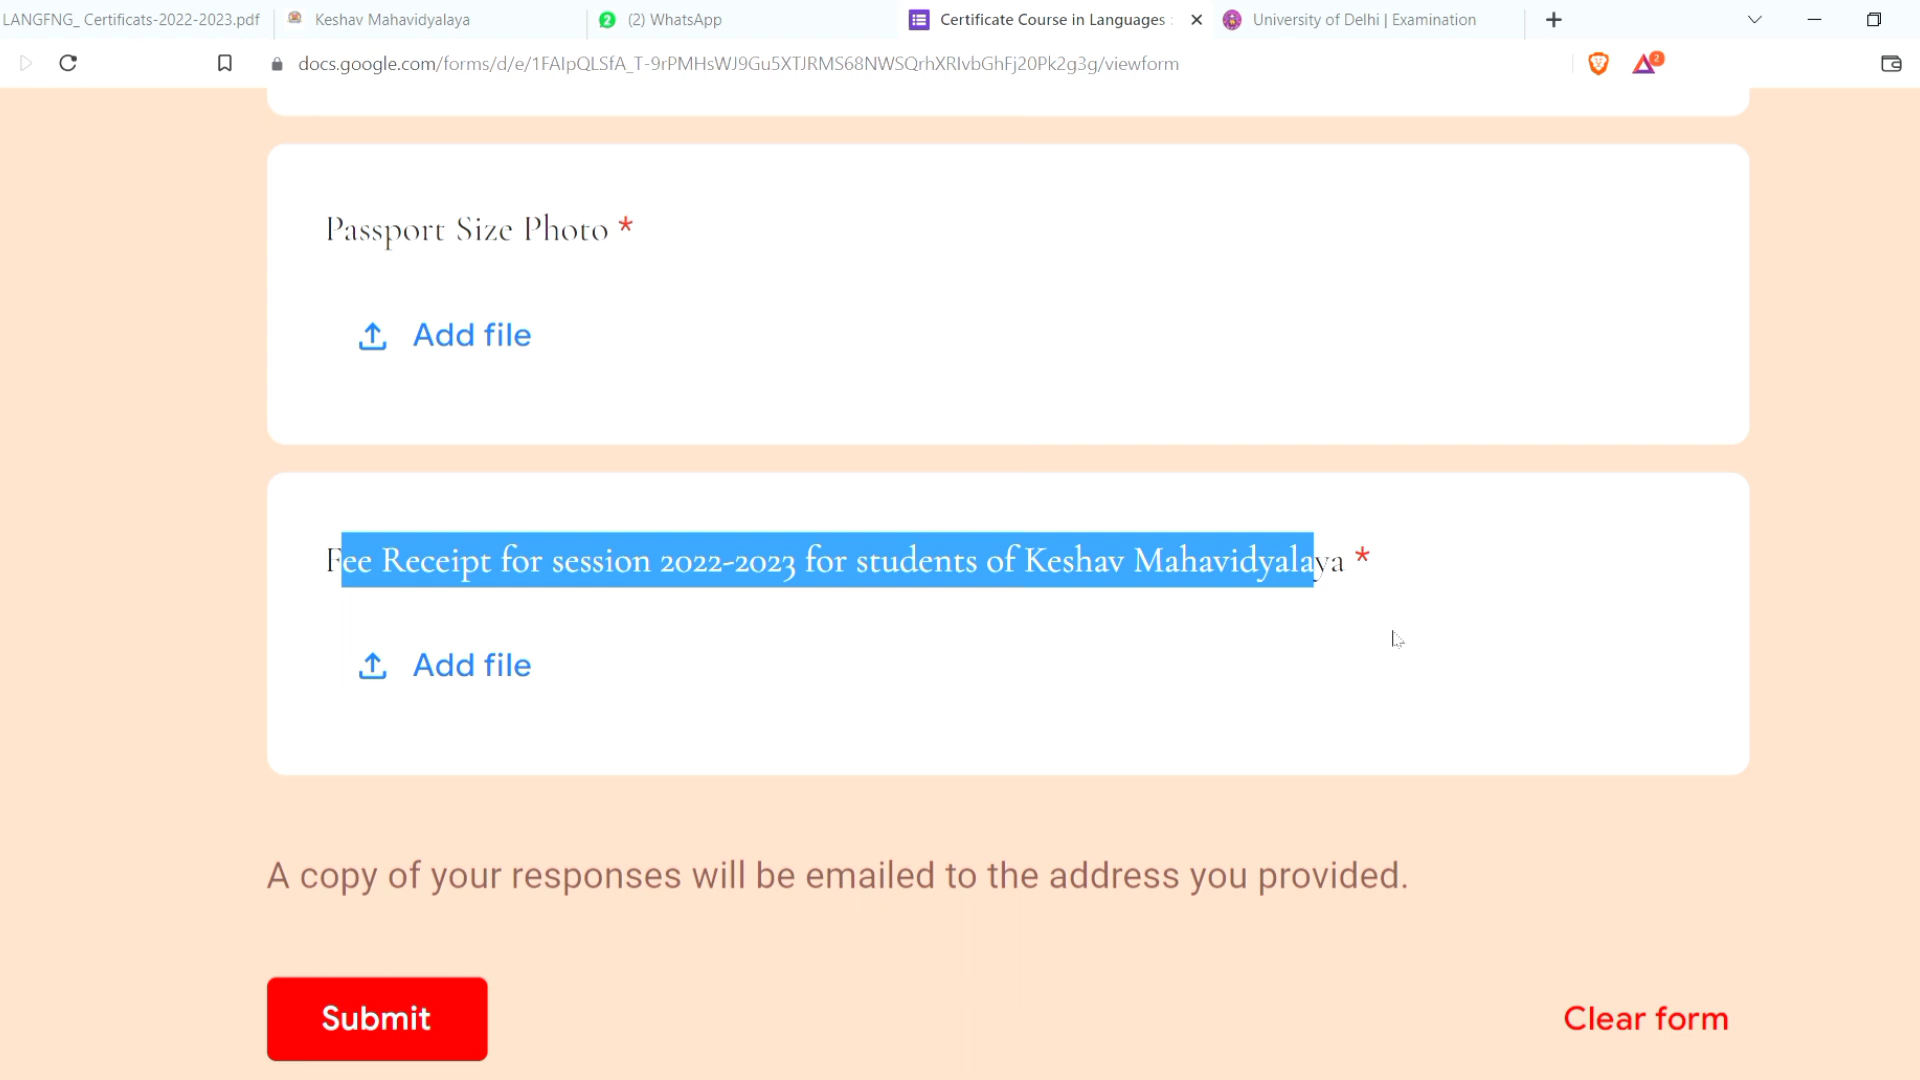 LANGFNG_ Certificats-2022-2023.pdf
Keshav Mahavidyalaya
2 (2) WhatsApp
Certificate Course in Languages :
University of Delhi | Examination
docs.google.com/forms/d/e/1FAIpQLSfA_T-9rPMHsWJ9Gu5XTJRMS68NWSQrhXRIvbGhFj20Pk2g3g/viewform
2
Passport Size Photo *
Add file
Fee Receipt for session 2022-2023 for students of Keshav Mahavidyalaya *
Add file
A copy of your responses will be emailed to the address you provided.
Submit
Clear form